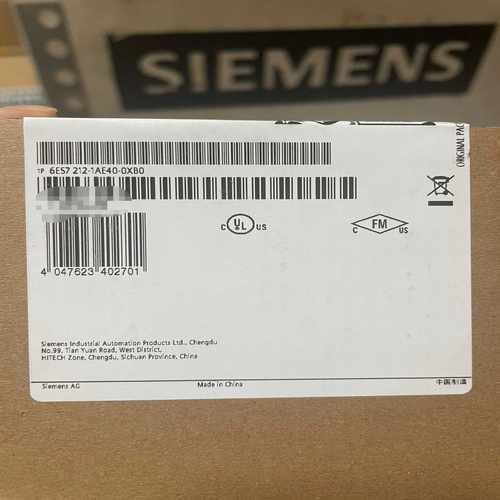 SIEMENS
ORIGINAL PAC
1P 6ES7 212-1AE40-0XB0
C UL US
C FM US
4 047623 402701
Siemens Industrial Automation Products Ltd., Chengdu
No.99, Tian Yuan Road, West District,
HITECH Zone, Chengdu, Sichuan Province, China
Siemens AG Made in China 中国制造